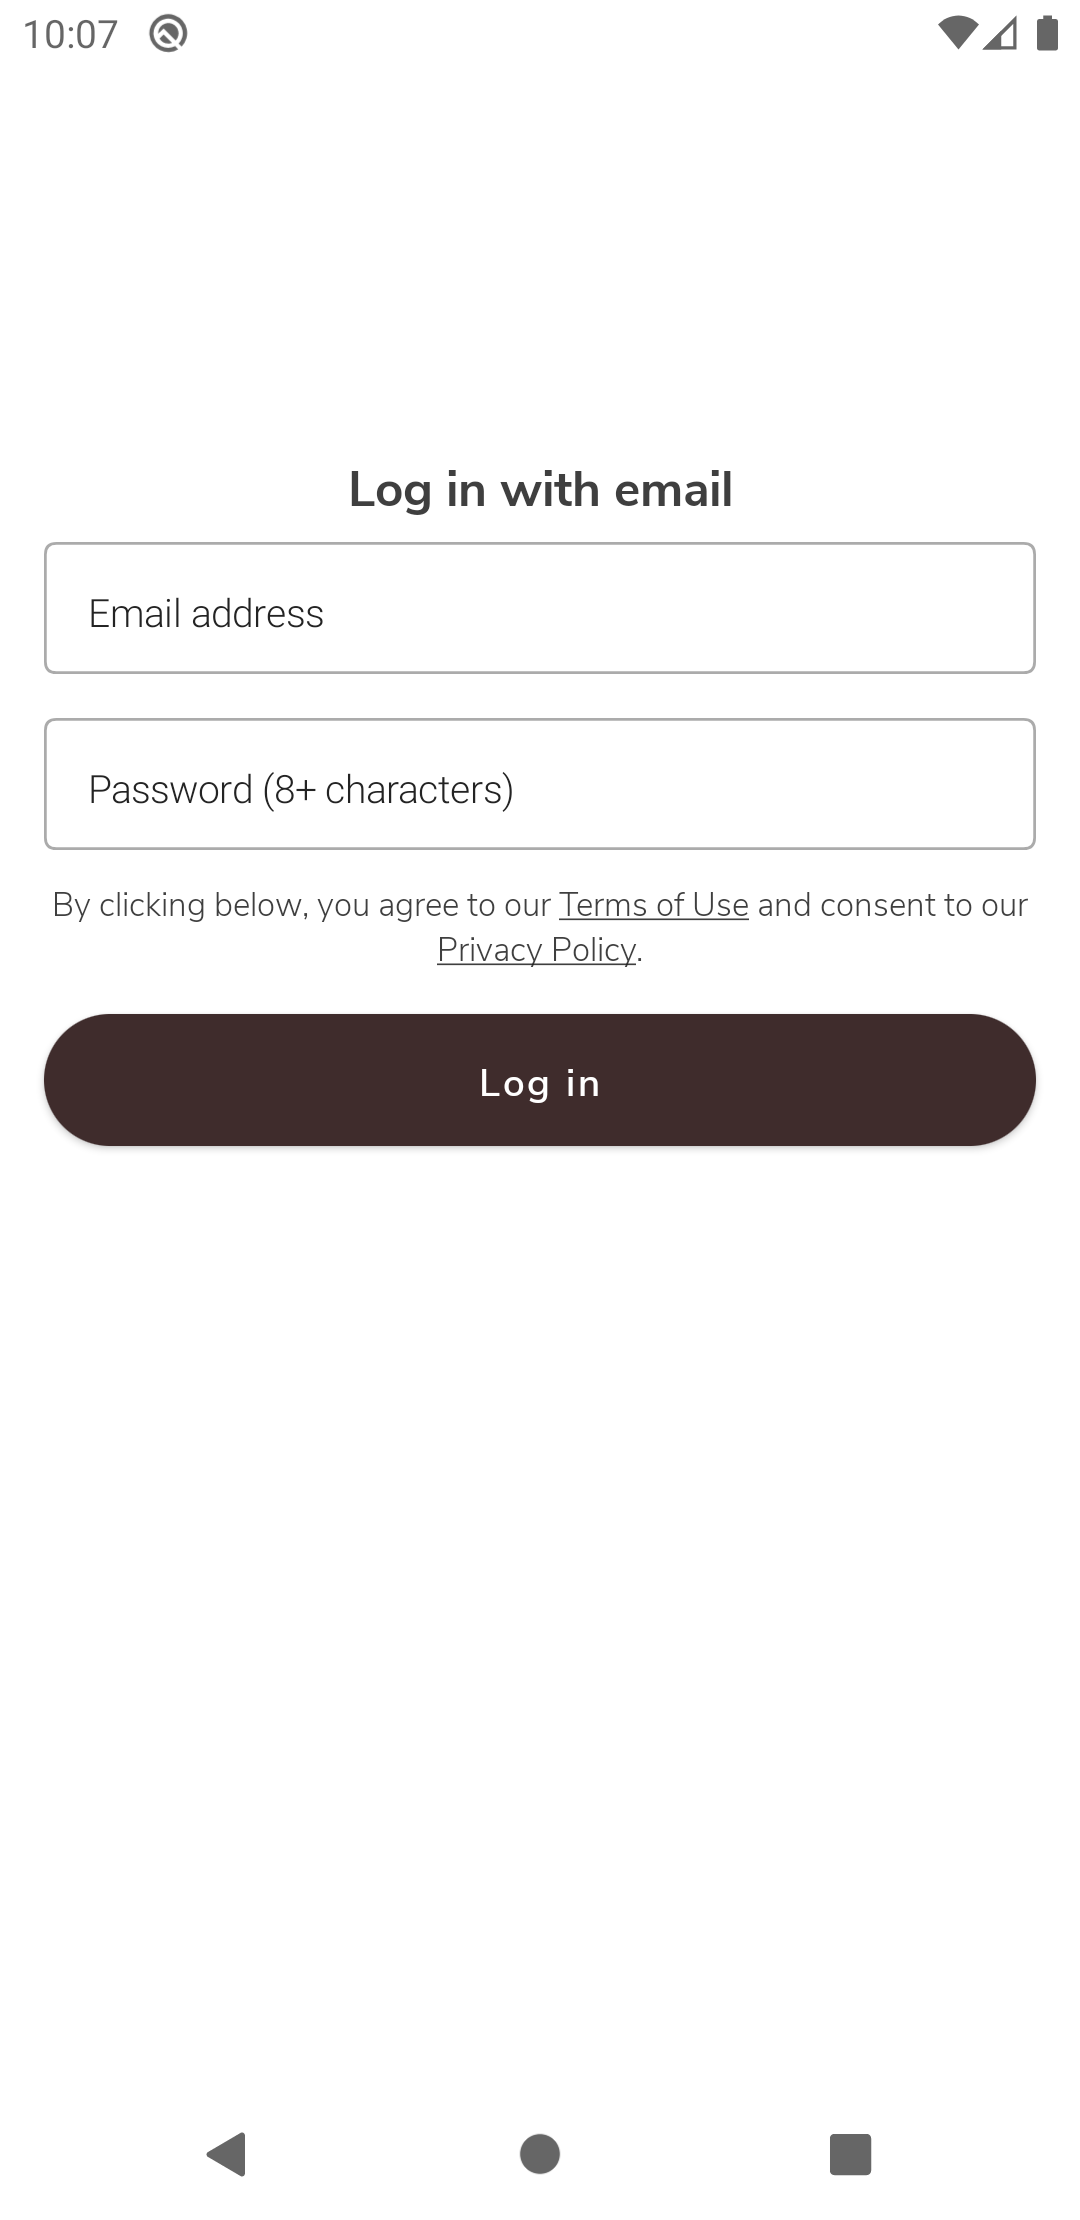 10:07
Log in with email
Email address
Password (8+ characters)
By clicking below, you agree to our Terms of Use and consent to our
Privacy Policy.
Log in